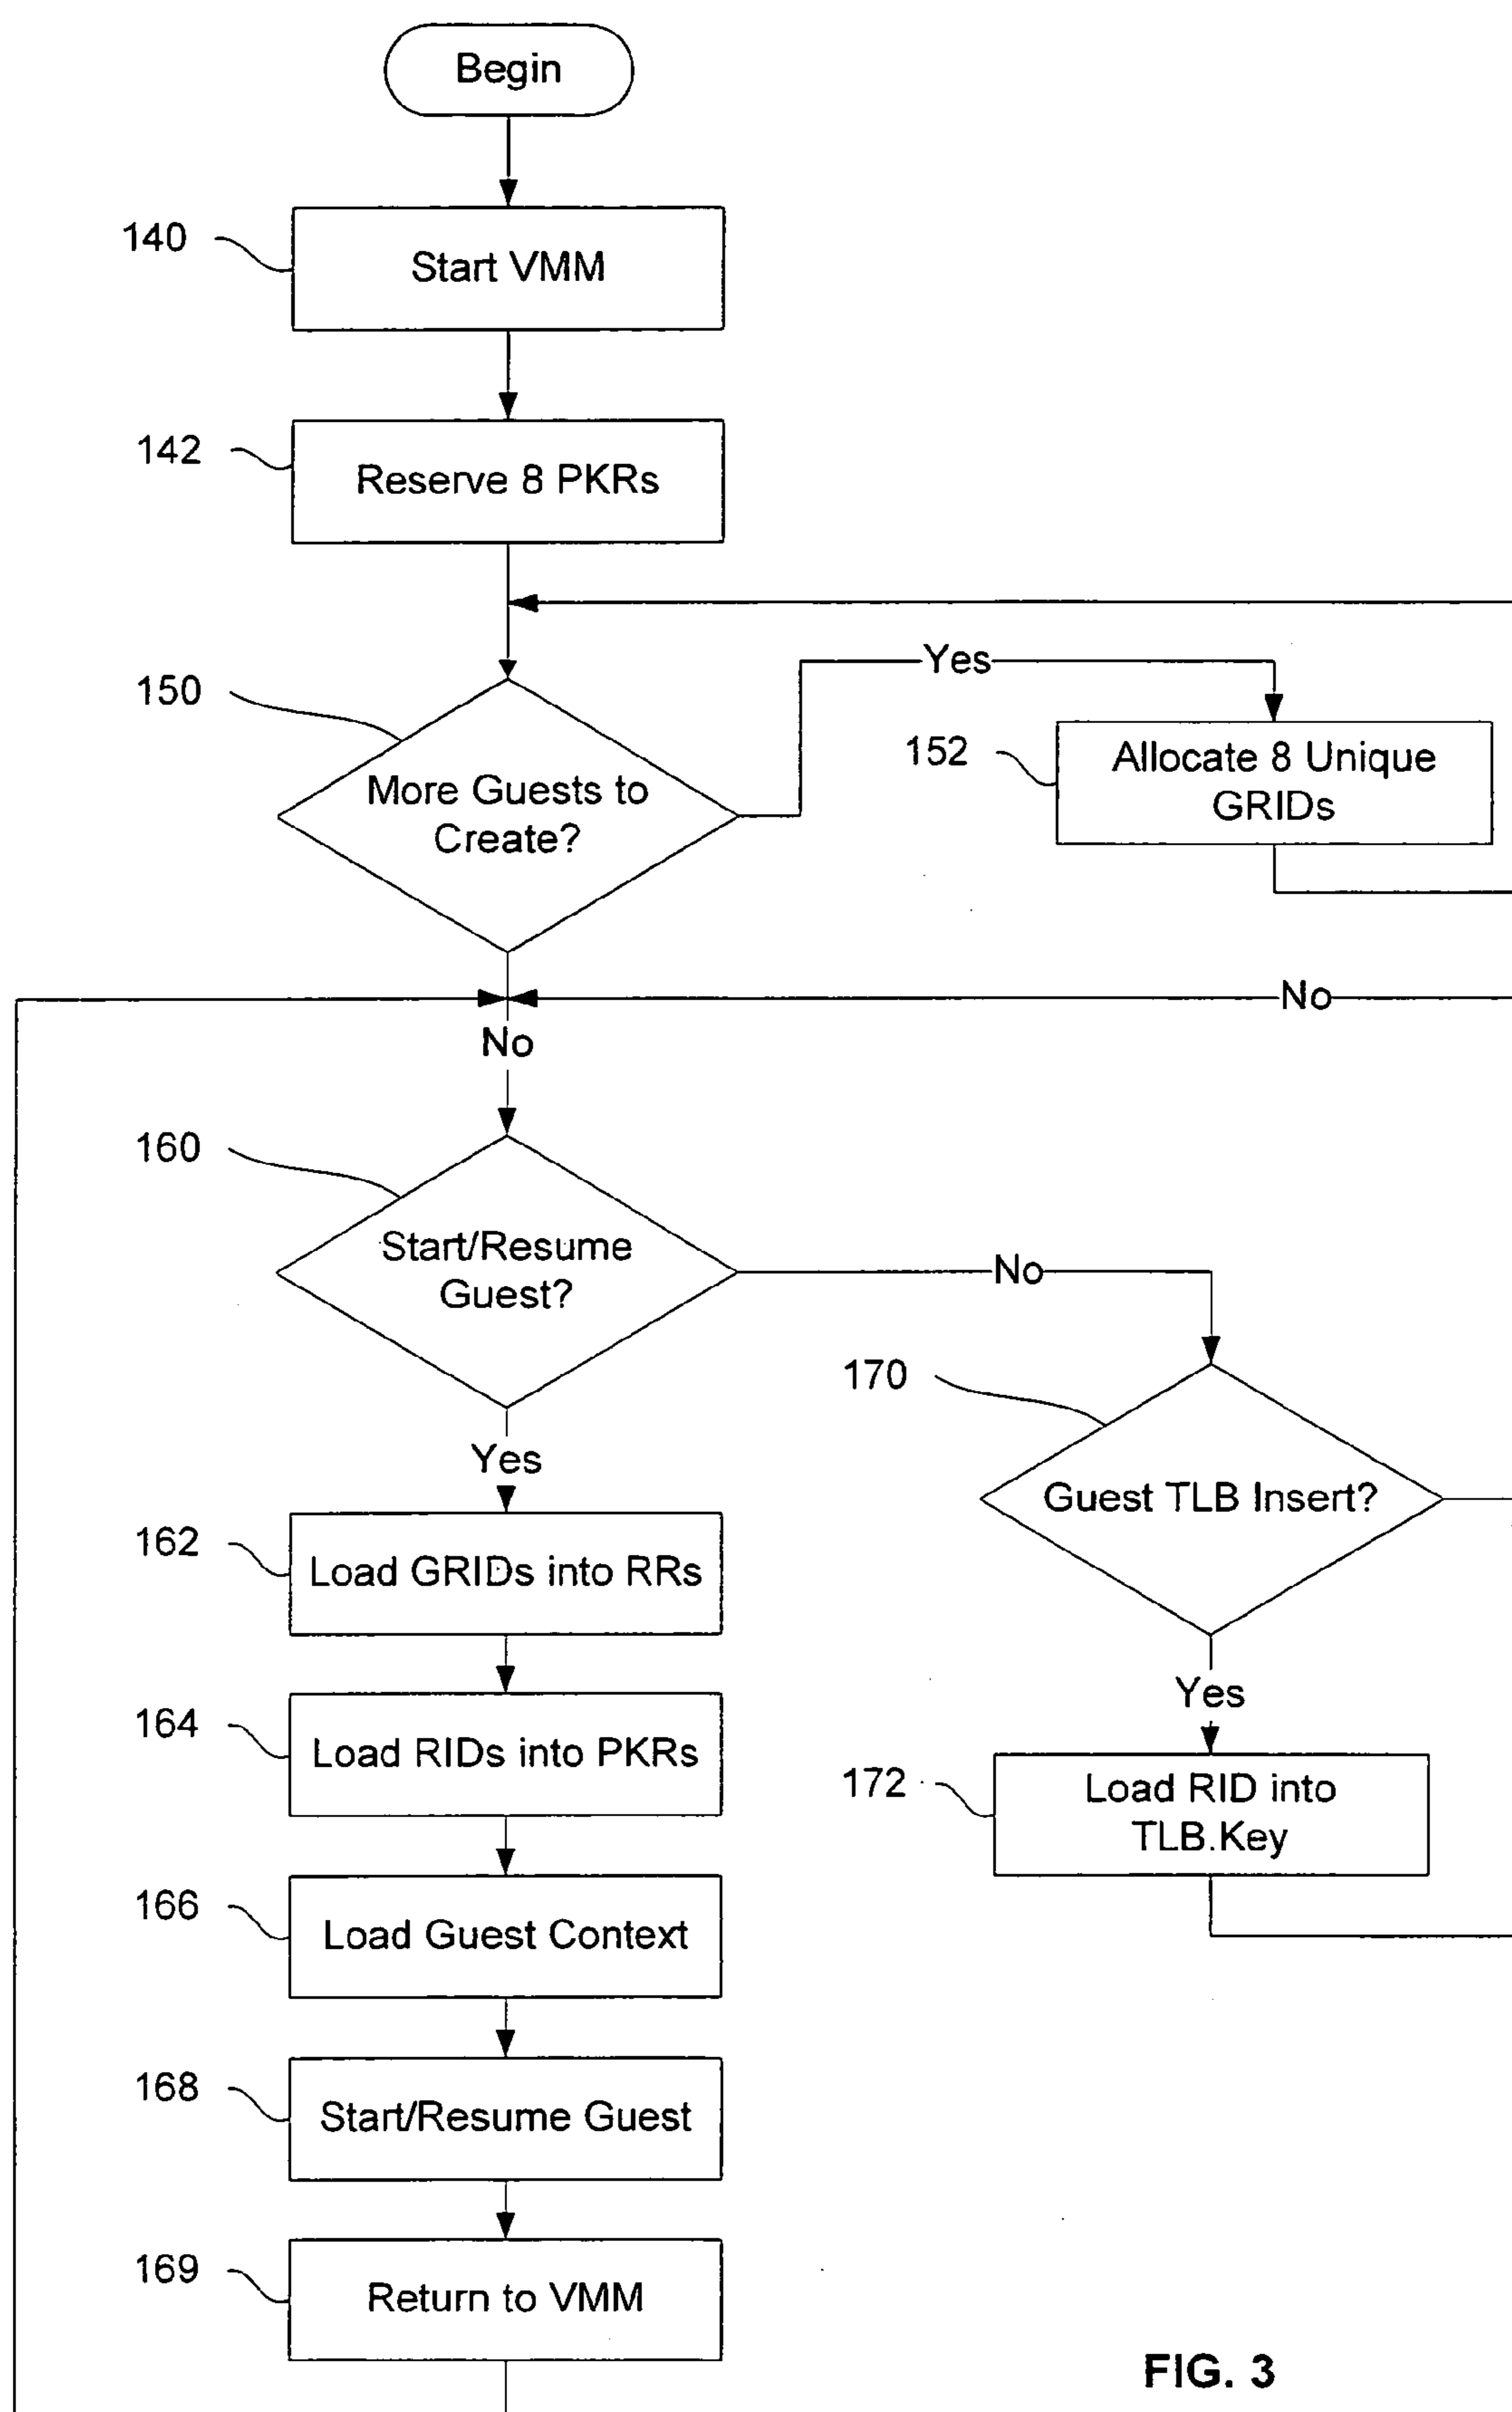 Begin
140
Start VMM
142
Reserve 8 PKRs
150
More Guests to
Create?
Yes
152
Allocate 8 Unique
GRIDs
No
No
160
Start/Resume
Guest?
No
170
Guest TLB Insert?
Yes
162
Load GRIDs into RRs
Yes
164
Load RIDs into PKRs
172
Load RID into
TLB.Key
166
Load Guest Context
168
Start/Resume Guest
169
Return to VMM
FIG. 3